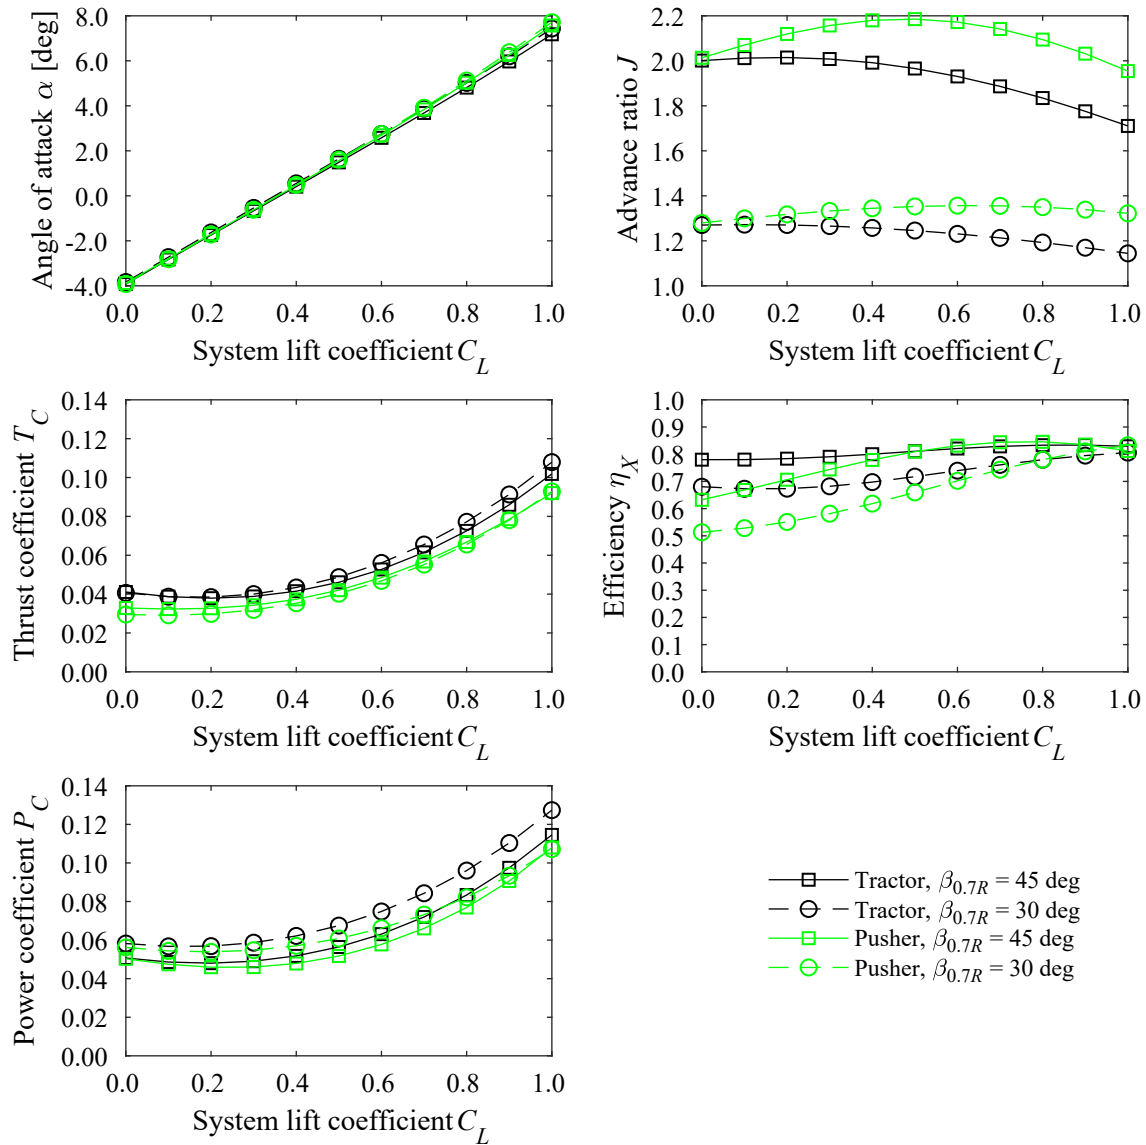 Angle of attack α [deg]
8.0
6.0
4.0
2.0
0.0
-2.0
-4.0
0.0 0.2 0.4 0.6 0.8 1.0
System lift coefficient C_L
Advance ratio J
2.2
2.0
1.8
1.6
1.4
1.2
1.0
0.0 0.2 0.4 0.6 0.8 1.0
System lift coefficient C_L
Thrust coefficient T_C
0.14
0.12
0.10
0.08
0.06
0.04
0.02
0.00
0.0 0.2 0.4 0.6 0.8 1.0
System lift coefficient C_L
Efficiency η_X
1.0
0.9
0.8
0.7
0.6
0.5
0.4
0.3
0.2
0.1
0.0
0.0 0.2 0.4 0.6 0.8 1.0
System lift coefficient C_L
Power coefficient P_C
0.14
0.12
0.10
0.08
0.06
0.04
0.02
0.00
0.0 0.2 0.4 0.6 0.8 1.0
System lift coefficient C_L
Tractor, β_0.7R = 45 deg
Tractor, β_0.7R = 30 deg
Pusher, β_0.7R = 45 deg
Pusher, β_0.7R = 30 deg